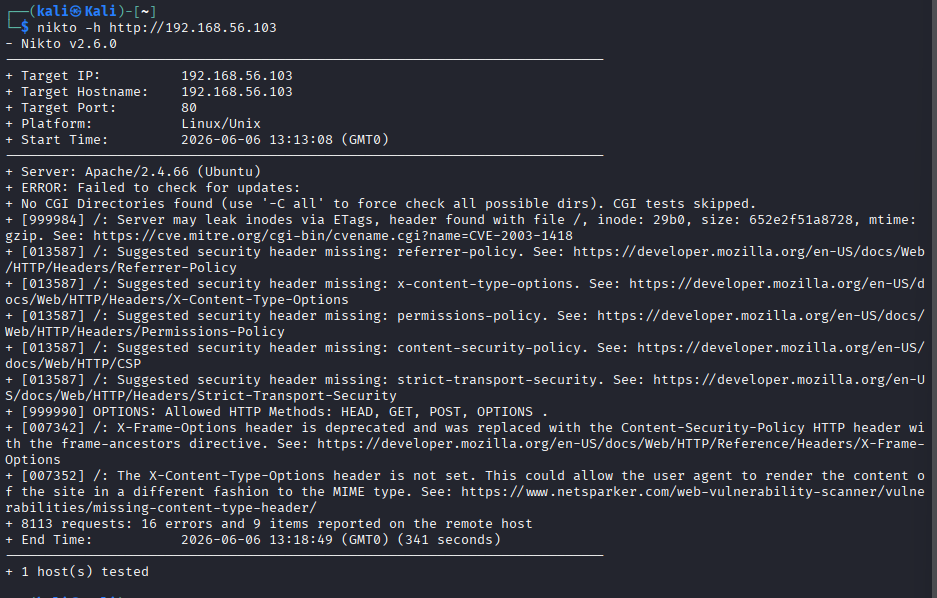 ┌──(kali㉿Kali)-[~]
└─$ nikto -h http://192.168.56.103
- Nikto v2.6.0
+ Target IP:          192.168.56.103
+ Target Hostname:    192.168.56.103
+ Target Port:        80
+ Platform:           Linux/Unix
+ Start Time:         2026-06-06 13:13:08 (GMT0)
+ Server: Apache/2.4.66 (Ubuntu)
+ ERROR: Failed to check for updates:
+ No CGI Directories found (use '-C all' to force check all possible dirs). CGI tests skipped.
+ [999984] /: Server may leak inodes via ETags, header found with file /, inode: 29b0, size: 652e2f51a8728, mtime:
gzip. See: https://cve.mitre.org/cgi-bin/cvename.cgi?name=CVE-2003-1418
+ [013587] /: Suggested security header missing: referrer-policy. See: https://developer.mozilla.org/en-US/docs/Web
/HTTP/Headers/Referrer-Policy
+ [013587] /: Suggested security header missing: x-content-type-options. See: https://developer.mozilla.org/en-US/d
ocs/Web/HTTP/Headers/X-Content-Type-Options
+ [013587] /: Suggested security header missing: permissions-policy. See: https://developer.mozilla.org/en-US/docs/
Web/HTTP/Headers/Permissions-Policy
+ [013587] /: Suggested security header missing: content-security-policy. See: https://developer.mozilla.org/en-US/
docs/Web/HTTP/CSP
+ [013587] /: Suggested security header missing: strict-transport-security. See: https://developer.mozilla.org/en-U
S/docs/Web/HTTP/Headers/Strict-Transport-Security
+ [999990] OPTIONS: Allowed HTTP Methods: HEAD, GET, POST, OPTIONS .
+ [007342] /: X-Frame-Options header is deprecated and was replaced with the Content-Security-Policy HTTP header wi
th the frame-ancestors directive. See: https://developer.mozilla.org/en-US/docs/Web/HTTP/Reference/Headers/X-Frame-
Options
+ [007352] /: The X-Content-Type-Options header is not set. This could allow the user agent to render the content o
f the site in a different fashion to the MIME type. See: https://www.netsparker.com/web-vulnerability-scanner/vulne
rabilities/missing-content-type-header/
+ 8113 requests: 16 errors and 9 items reported on the remote host
+ End Time:           2026-06-06 13:18:49 (GMT0) (341 seconds)
+ 1 host(s) tested